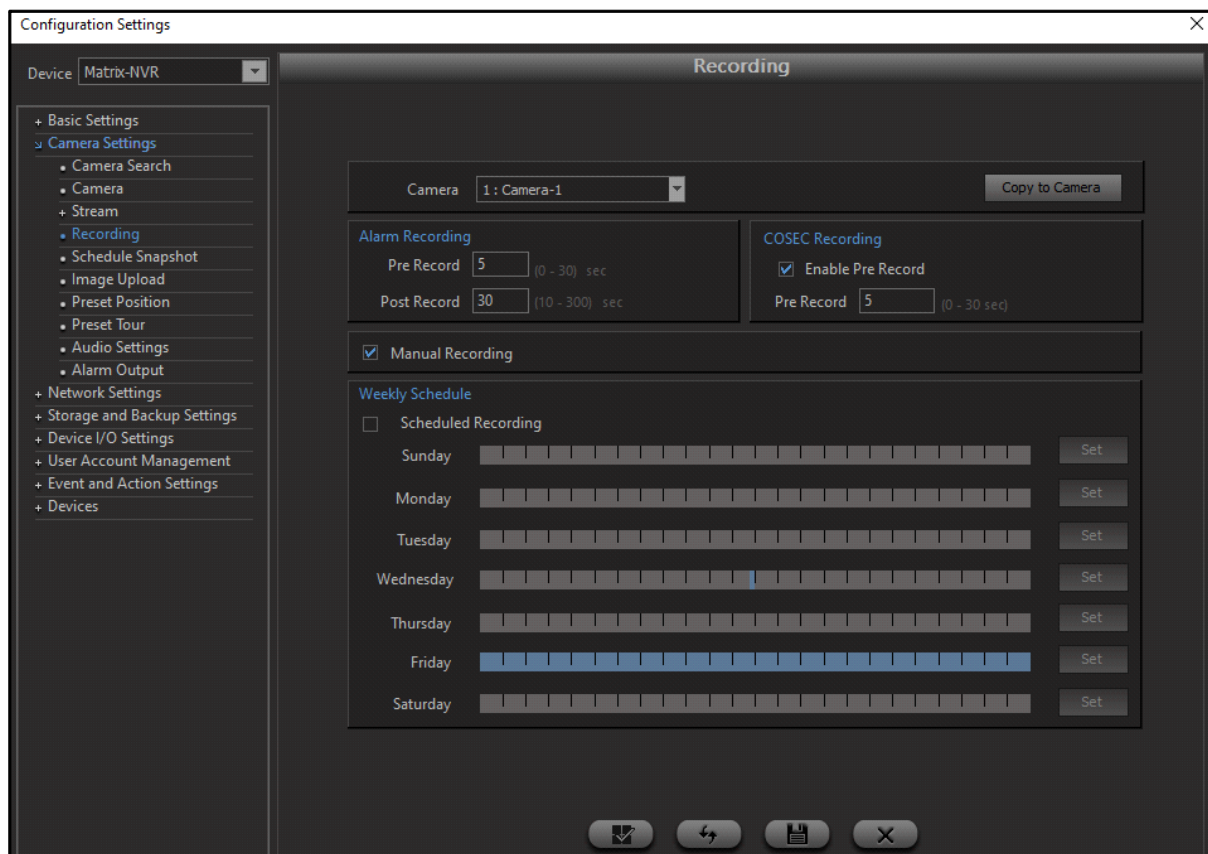 Configuration Settings
Device Matrix-NVR
Recording
+ Basic Settings
Camera Settings
• Camera Search
• Camera
+ Stream
• Recording
• Schedule Snapshot
• Image Upload
• Preset Position
• Preset Tour
• Audio Settings
• Alarm Output
+ Network Settings
+ Storage and Backup Settings
+ Device I/O Settings
+ User Account Management
+ Event and Action Settings
+ Devices
Camera 1 : Camera-1 Copy to Camera
Alarm Recording
Pre Record 5 (0 - 30) sec
Post Record 30 (10 - 300) sec
COSEC Recording
Enable Pre Record
Pre Record 5 (0 - 30 sec)
Manual Recording
Weekly Schedule
Scheduled Recording
Sunday Set
Monday Set
Tuesday Set
Wednesday Set
Thursday Set
Friday Set
Saturday Set